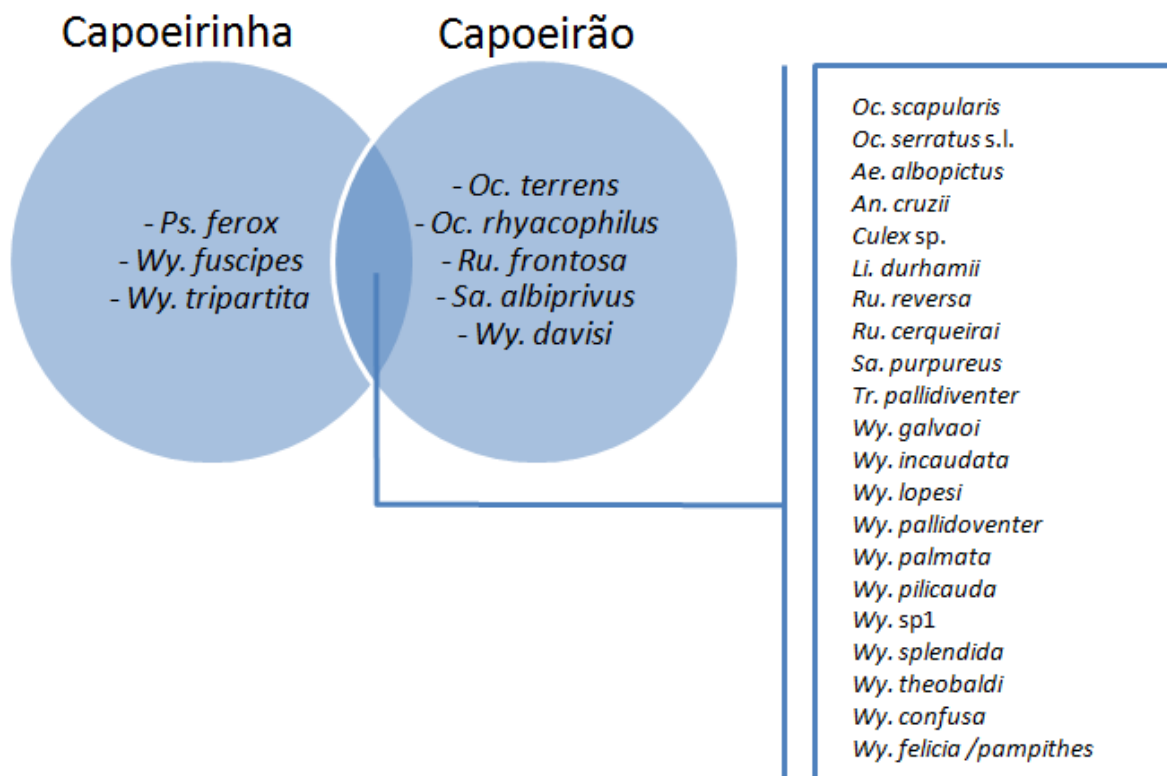 Capoeirinha
Capoeirão
- Ps. ferox
- Wy. fuscipes
- Wy. tripartita
- Oc. terrens
- Oc. rhyacophilus
- Ru. frontosa
- Sa. albiprivus
- Wy. davisi
Oc. scapularis
Oc. serratus s.l.
Ae. albopictus
An. cruzii
Culex sp.
Li. durhamii
Ru. reversa
Ru. cerqueirai
Sa. purpureus
Tr. pallidiventer
Wy. galvaoi
Wy. incaudata
Wy. lopesi
Wy. pallidoventer
Wy. palmata
Wy. pilicauda
Wy. sp1
Wy. splendida
Wy. theobaldi
Wy. confusa
Wy. felicia /pampithes